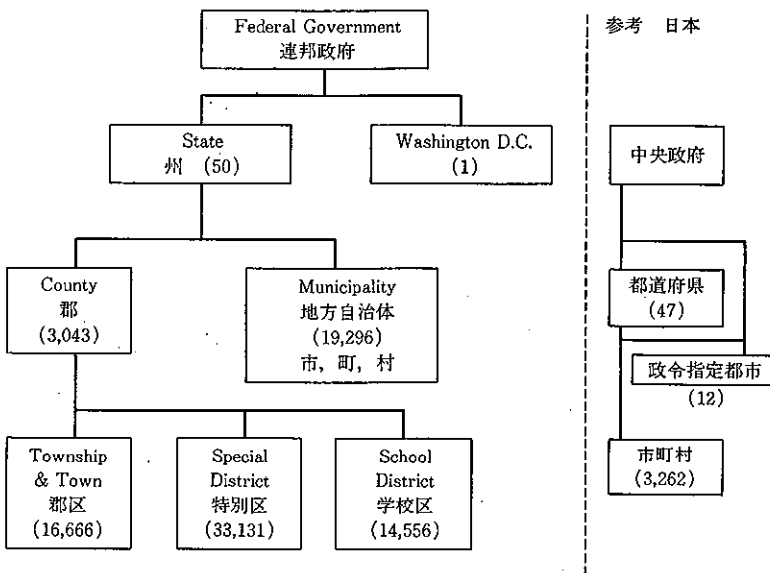 Federal Government
連邦政府
State
州 (50)
Washington D.C.
(1)
County
郡
(3,043)
Municipality
地方自治体
(19,296)
市，町，村
Township
& Town
郡区
(16,666)
Special
District
特別区
(33,131)
School
District
学校区
(14,556)
参考 日本
中央政府
都道府県
(47)
政令指定都市
(12)
市町村
(3,262)